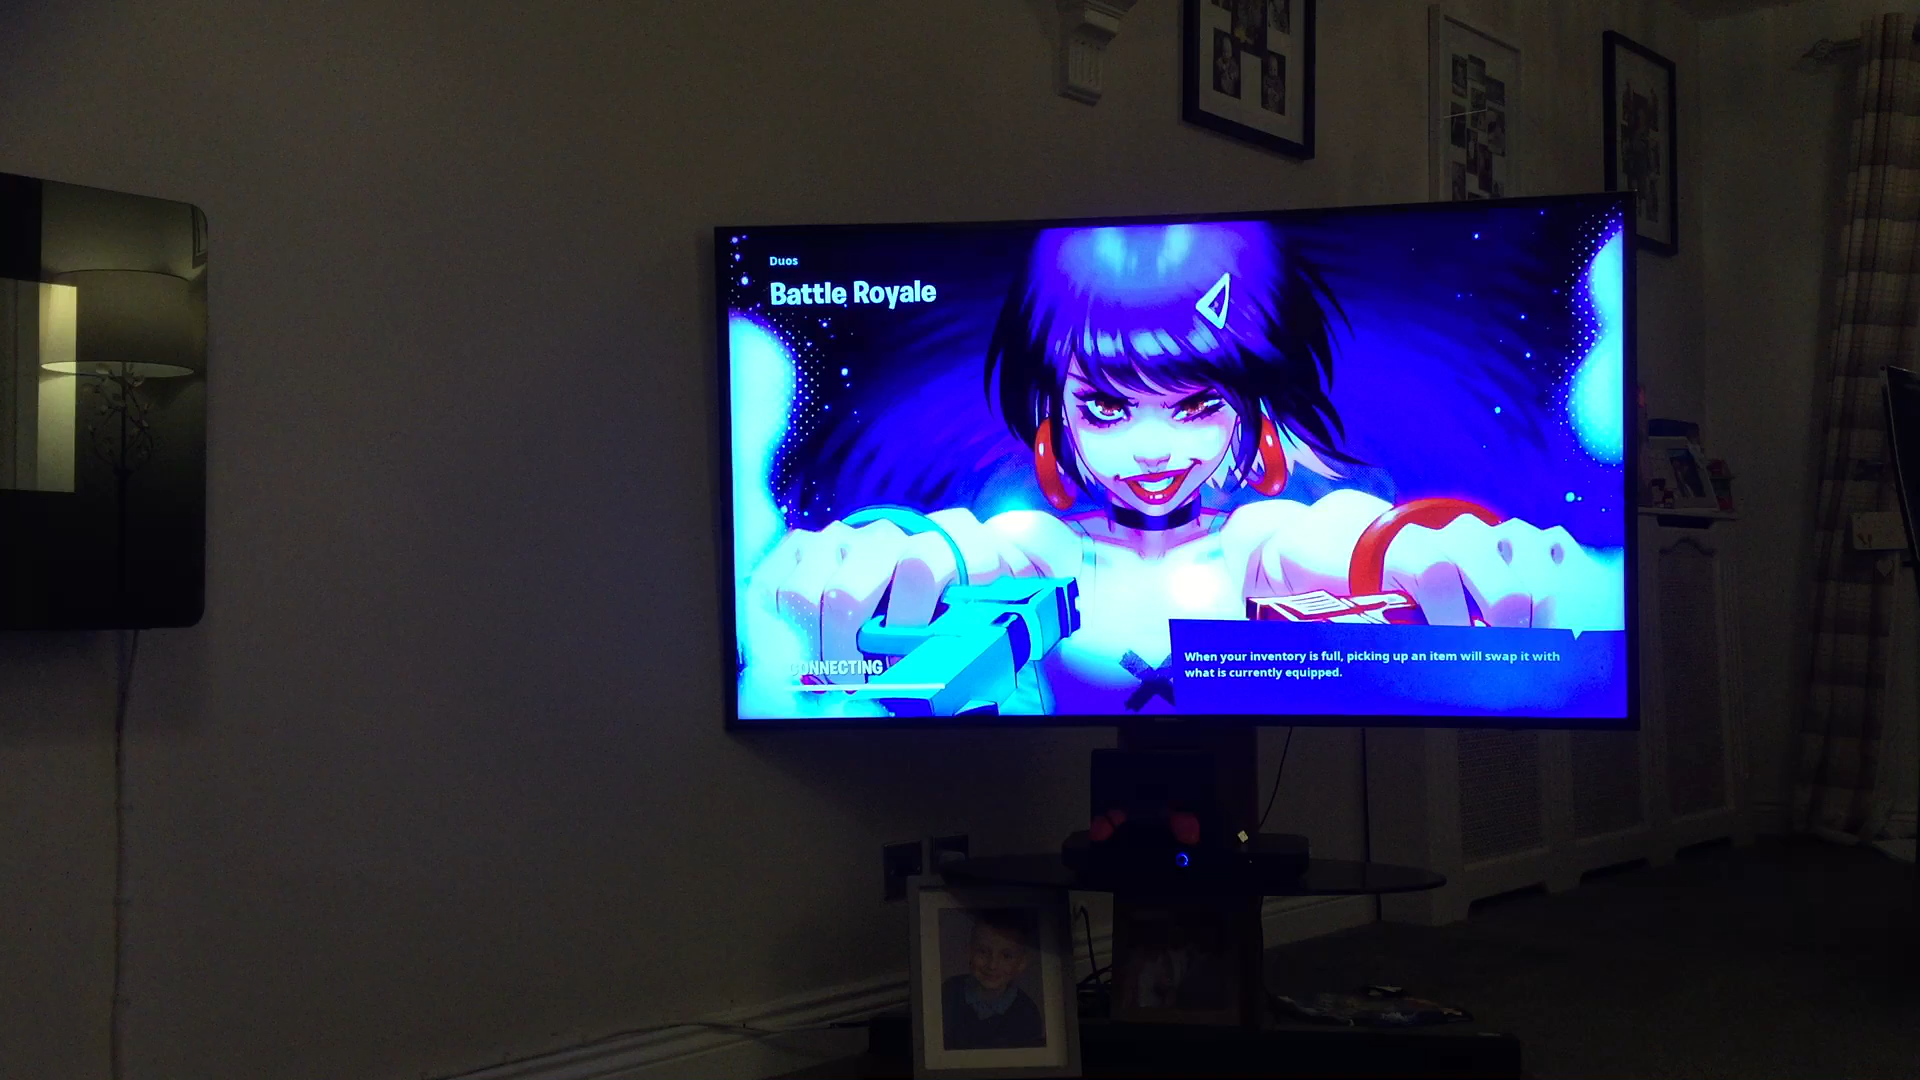 Duos
Battle Royale
CONNECTING
When your inventory is full, picking up an item will swap it with
what is currently equipped.